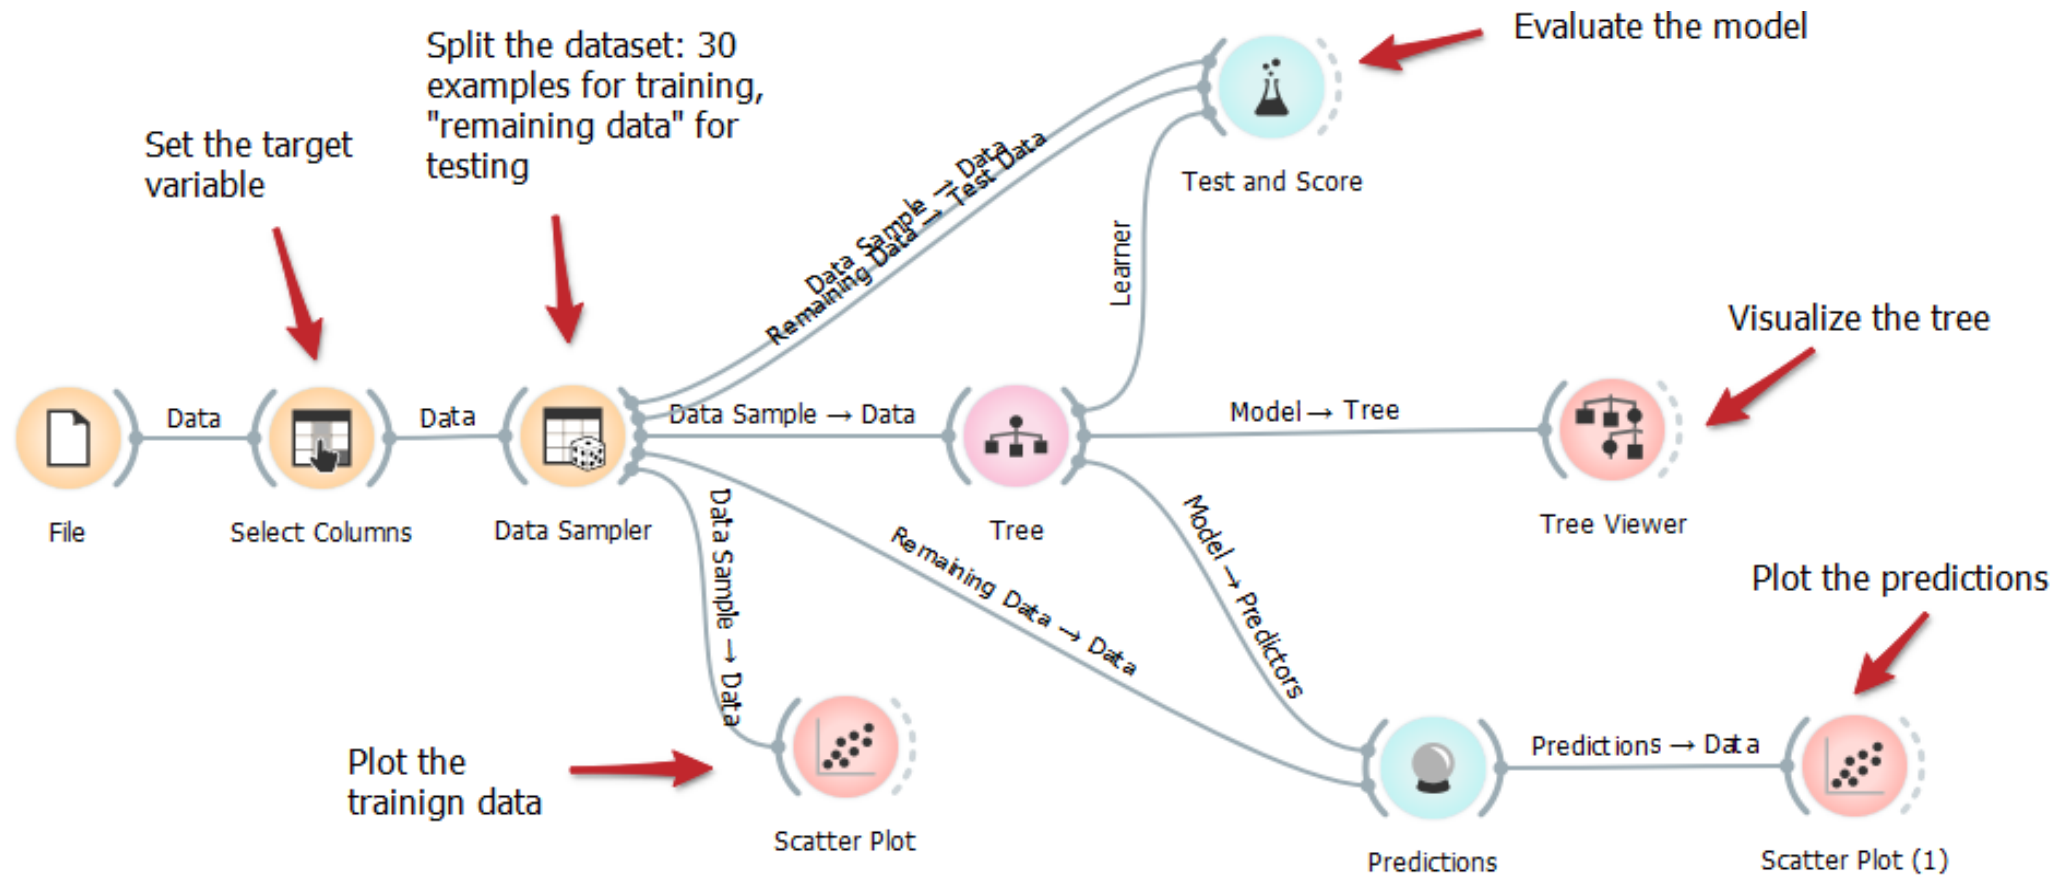 Evaluate the model
Split the dataset: 30
examples for training,
"remaining data" for
testing
Set the target
variable
Data Sample → Data
Remaining Data → Test Data
Test and Score
Learner
Visualize the tree
Data
Data
Data Sample → Data
Model → Tree
File
Select Columns
Data Sampler
Tree
Tree Viewer
Data Sample → Data
Remaining Data → Data
Model → Predictors
Plot the predictions
Plot the
trainign data
Predictions → Data
Scatter Plot
Predictions
Scatter Plot (1)